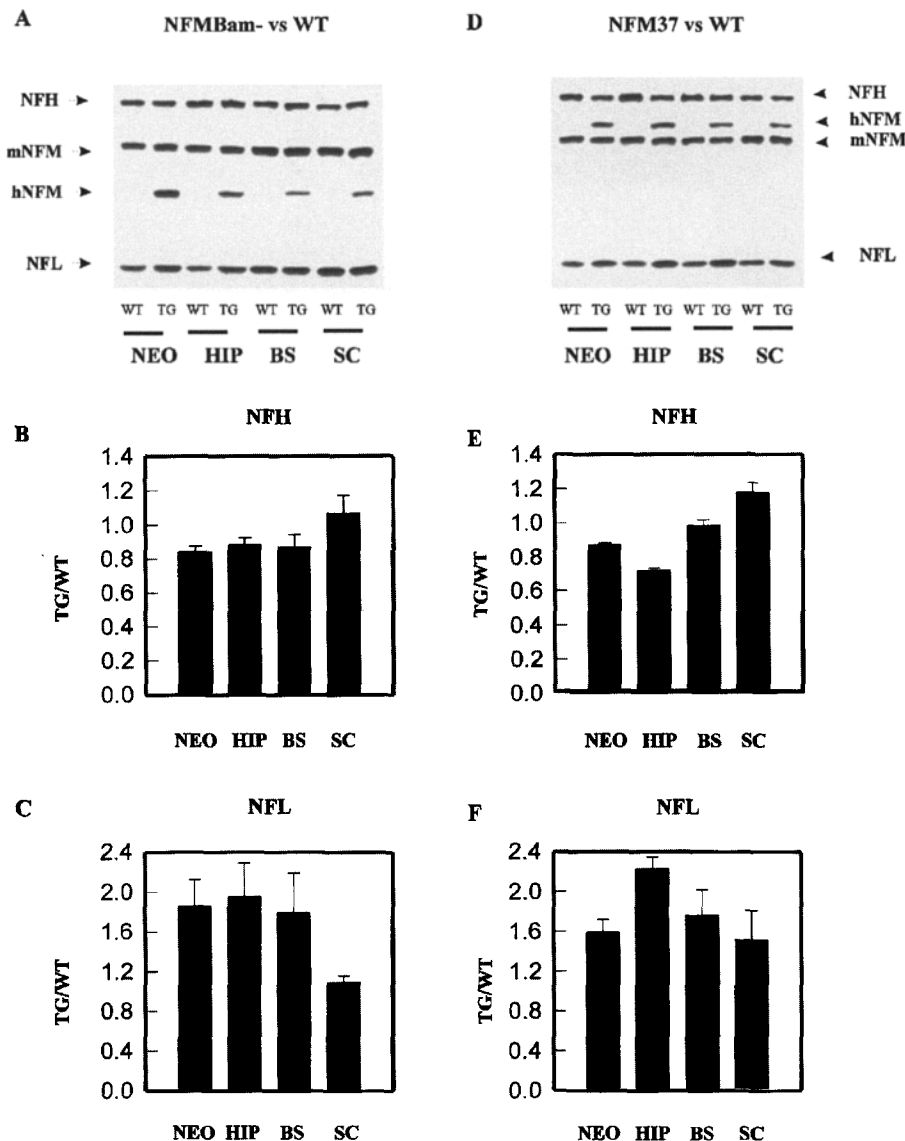 A
NFMBam- vs WT
NFH
mNFM
hNFM
NFL
WT TG WT TG WT TG WT TG
NEO HIP BS SC
D
NFM37 vs WT
NFH
hNFM
mNFM
NFL
WT TG WT TG WT TG WT TG
NEO HIP BS SC
B
NFH
TG/WT
1.4
1.2
1.0
0.8
0.6
0.4
0.2
0.0
NEO HIP BS SC
E
NFH
TG/WT
1.4
1.2
1.0
0.8
0.6
0.4
0.2
0.0
NEO HIP BS SC
C
NFL
TG/WT
2.4
2.0
1.6
1.2
0.8
0.4
0.0
NEO HIP BS SC
F
NFL
TG/WT
2.4
2.0
1.6
1.2
0.8
0.4
0.0
NEO HIP BS SC